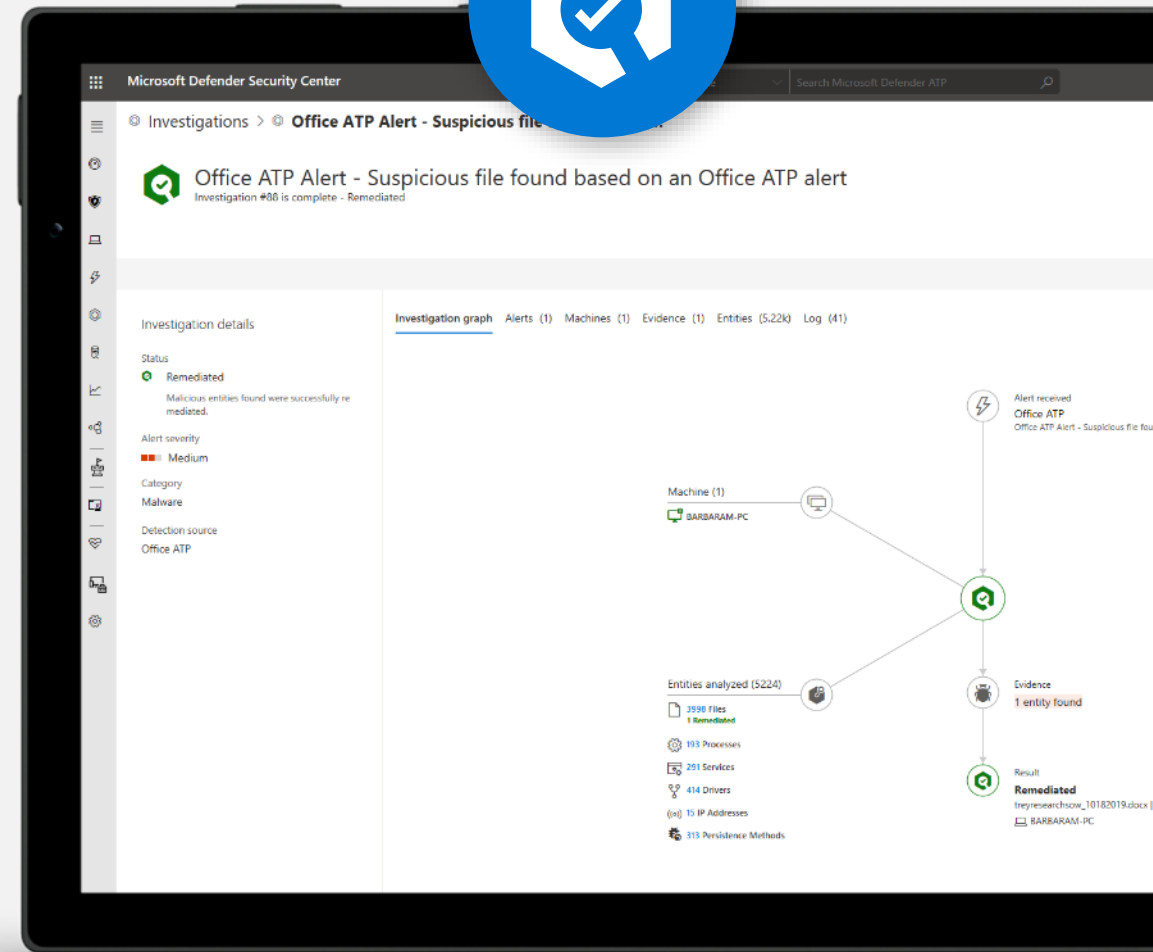 Microsoft Defender Security Center
Search Microsoft Defender ATP
Investigations > Office ATP Alert - Suspicious file
Office ATP Alert - Suspicious file found based on an Office ATP alert
Investigation #88 is complete - Remediated
Investigation details
Status
Remediated
Malicious entities found were successfully re
mediated.
Alert severity
Medium
Category
Malware
Detection source
Office ATP
Investigation graph Alerts (1) Machines (1) Evidence (1) Entities (5.22k) Log (41)
Alert received
Office ATP
Office ATP Alert - Suspicious file fou
Machine (1)
BARBARAM-PC
Entities analyzed (5224)
3998 Files
1 Remediated
193 Processes
291 Services
414 Drivers
15 IP Addresses
313 Persistence Methods
Evidence
1 entity found
Result
Remediated
treyresearchsow_10182019.docx |
BARBARAM-PC